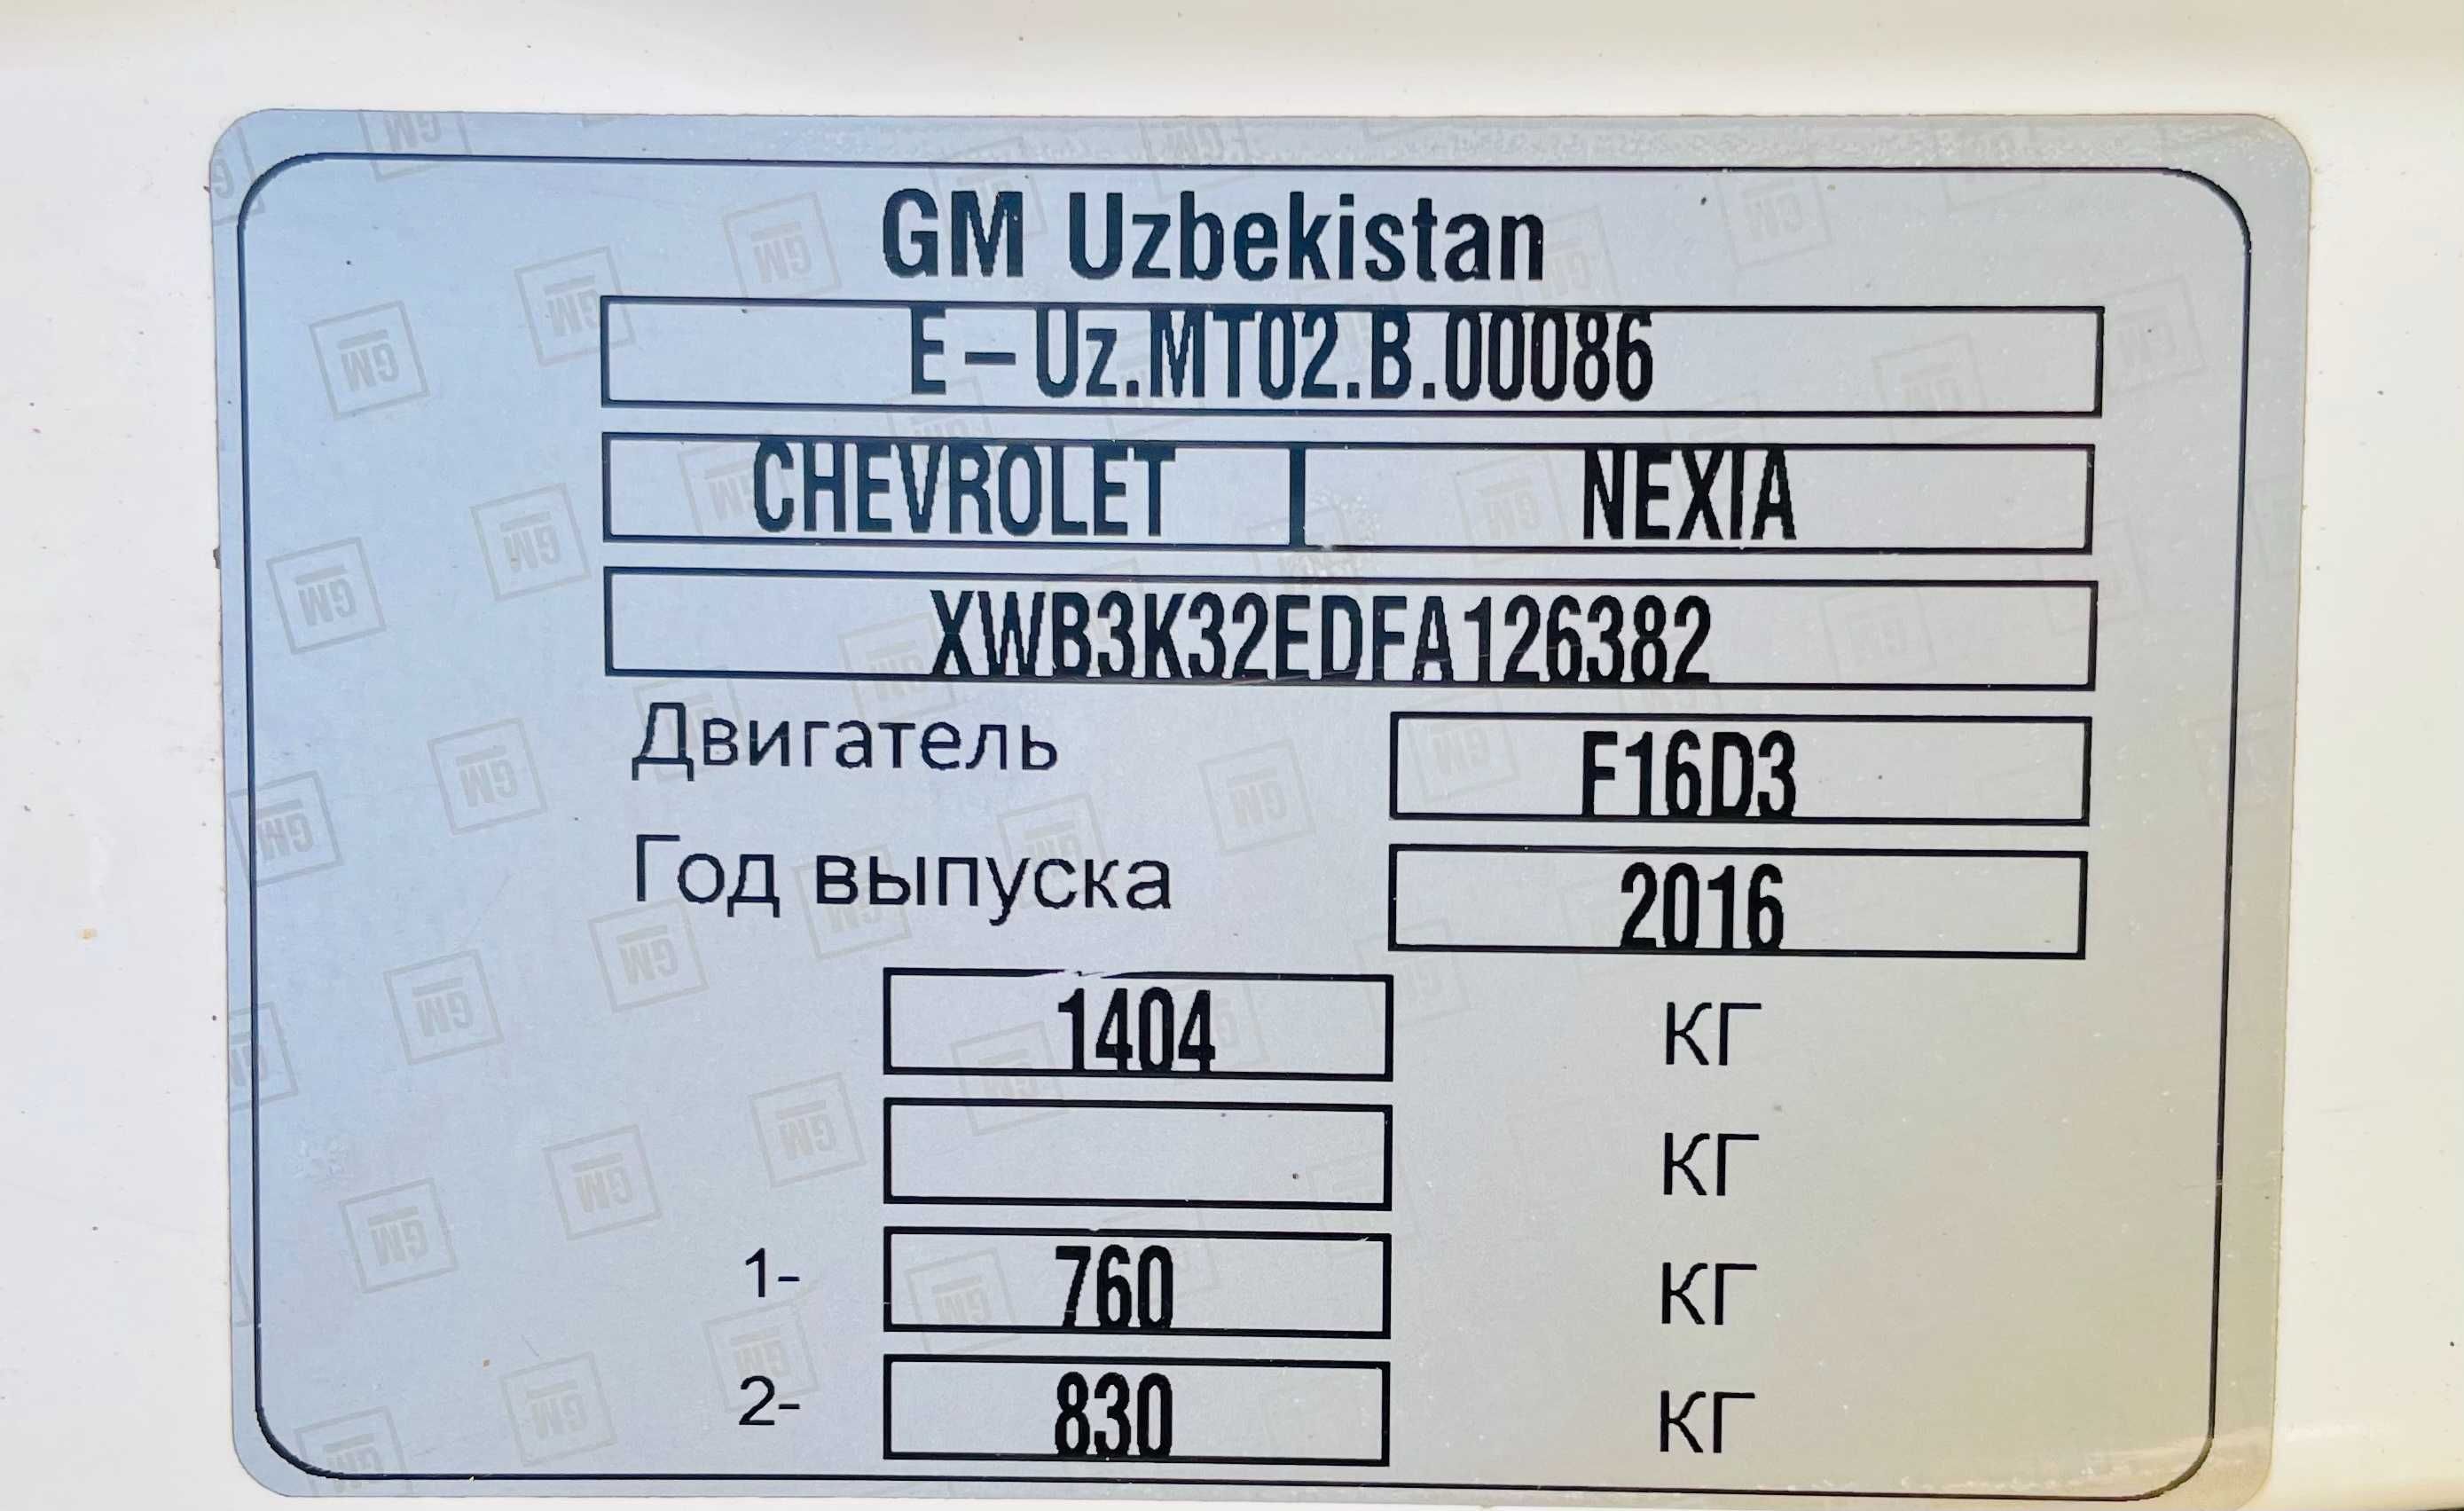 GM Uzbekistan
E-Uz.MT02.B.00086
CHEVROLET NEXIA
XWB3K32EDFA126382
Двигатель F16D3
Год выпуска 2016
1404 КГ
КГ
1- 760 КГ
2- 830 КГ